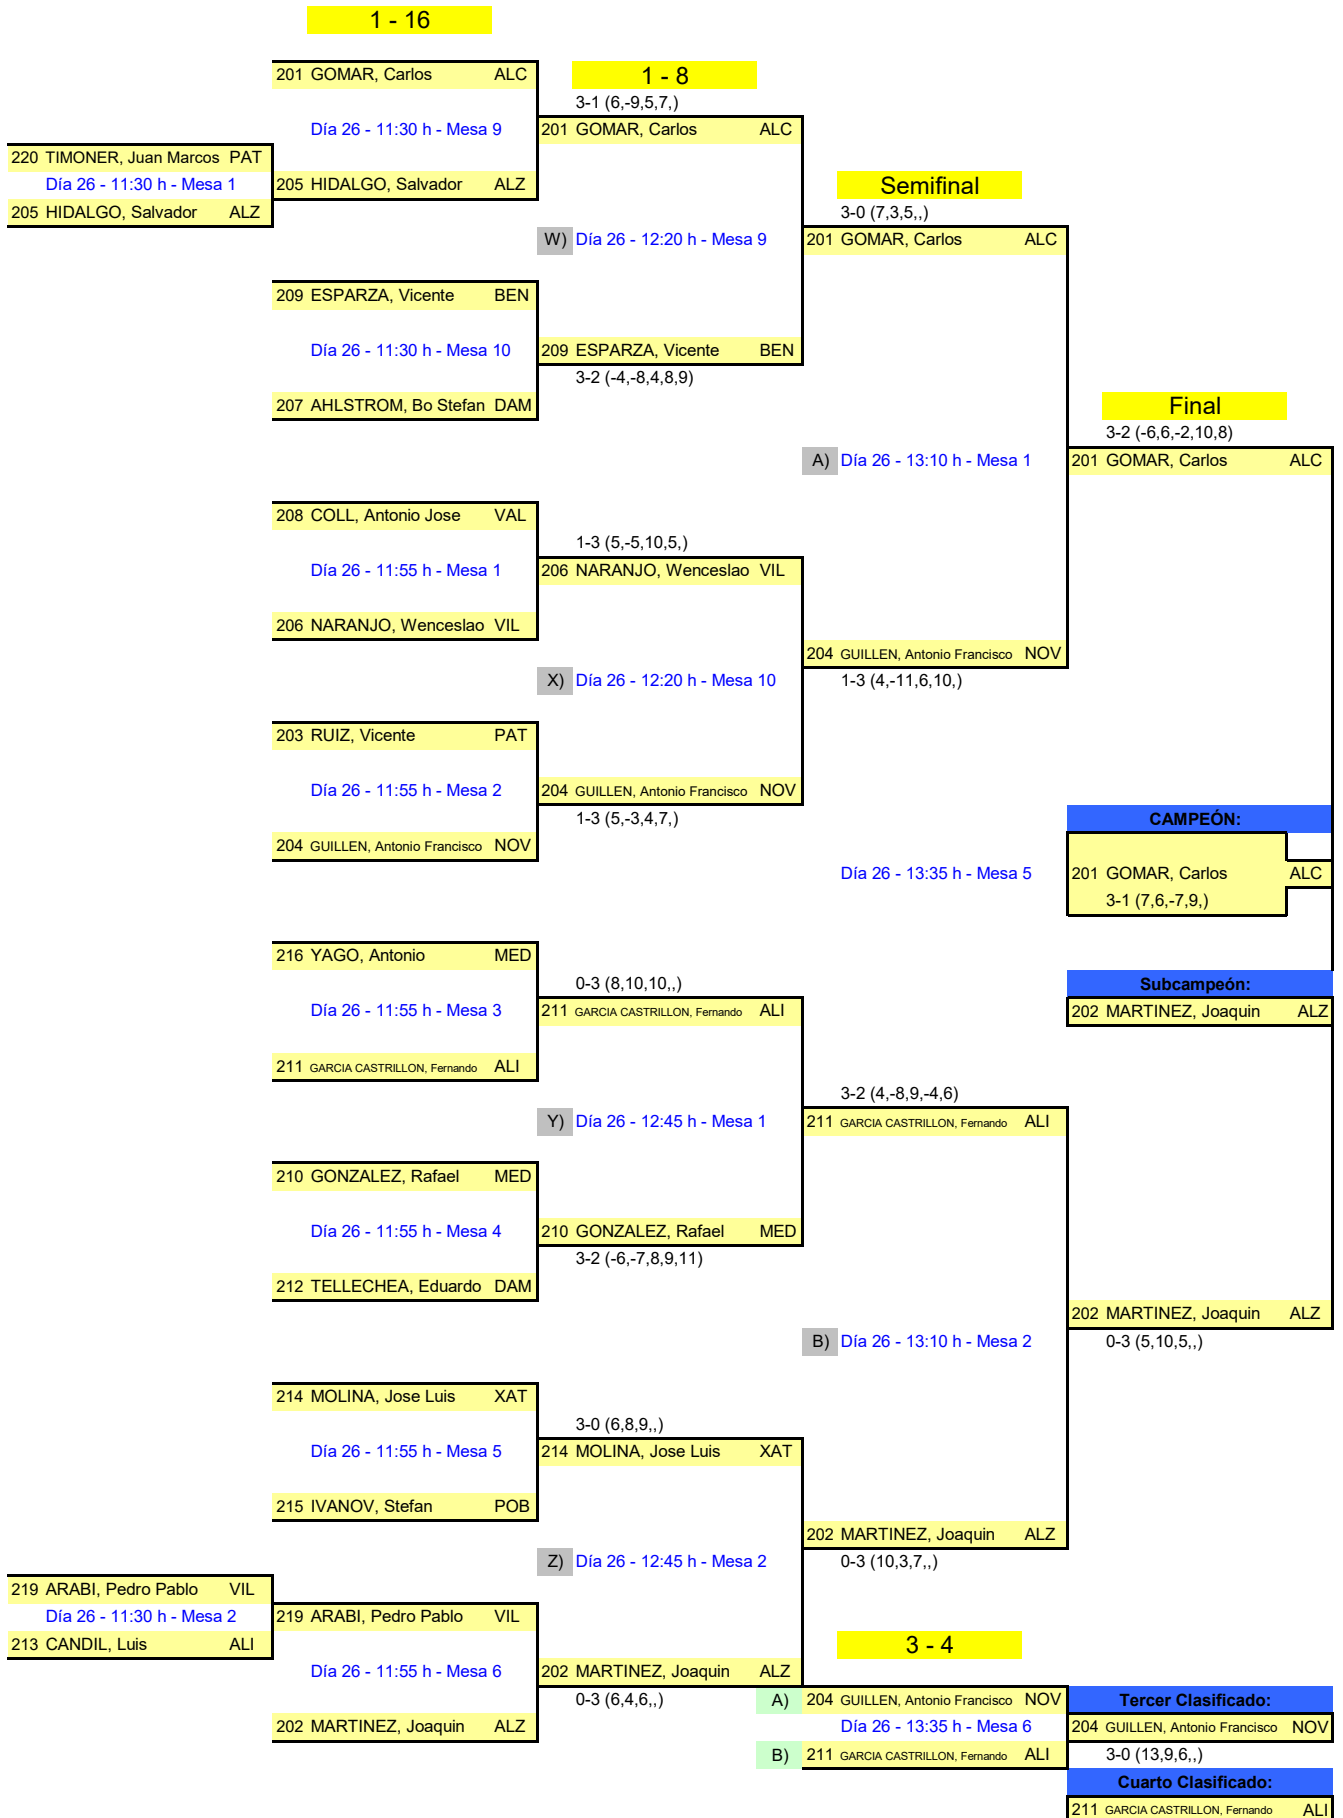 1 - 16
201 GOMAR, Carlos ALC
1 - 8
3-1 (6,-9,5,7,)
Día 26 - 11:30 h - Mesa 9
201 GOMAR, Carlos ALC
220 TIMONER, Juan Marcos PAT
Día 26 - 11:30 h - Mesa 1
205 HIDALGO, Salvador ALZ
Semifinal
205 HIDALGO, Salvador ALZ
3-0 (7,3,5,,)
W) Día 26 - 12:20 h - Mesa 9
201 GOMAR, Carlos ALC
209 ESPARZA, Vicente BEN
Día 26 - 11:30 h - Mesa 10
209 ESPARZA, Vicente BEN
3-2 (-4,-8,4,8,9)
207 AHLSTROM, Bo Stefan DAM
Final
3-2 (-6,6,-2,10,8)
A) Día 26 - 13:10 h - Mesa 1
201 GOMAR, Carlos ALC
208 COLL, Antonio Jose VAL
1-3 (5,-5,10,5,)
Día 26 - 11:55 h - Mesa 1
206 NARANJO, Wenceslao VIL
206 NARANJO, Wenceslao VIL
204 GUILLEN, Antonio Francisco NOV
X) Día 26 - 12:20 h - Mesa 10
1-3 (4,-11,6,10,)
203 RUIZ, Vicente PAT
Día 26 - 11:55 h - Mesa 2
204 GUILLEN, Antonio Francisco NOV
1-3 (5,-3,4,7,)
CAMPEÓN:
204 GUILLEN, Antonio Francisco NOV
Día 26 - 13:35 h - Mesa 5
201 GOMAR, Carlos ALC
3-1 (7,6,-7,9,)
216 YAGO, Antonio MED
0-3 (8,10,10,,)
Subcampeón:
Día 26 - 11:55 h - Mesa 3
211 GARCIA CASTRILLON, Fernando ALI
202 MARTINEZ, Joaquin ALZ
211 GARCIA CASTRILLON, Fernando ALI
3-2 (4,-8,9,-4,6)
Y) Día 26 - 12:45 h - Mesa 1
211 GARCIA CASTRILLON, Fernando ALI
210 GONZALEZ, Rafael MED
Día 26 - 11:55 h - Mesa 4
210 GONZALEZ, Rafael MED
3-2 (-6,-7,8,9,11)
212 TELLECHEA, Eduardo DAM
202 MARTINEZ, Joaquin ALZ
B) Día 26 - 13:10 h - Mesa 2
0-3 (5,10,5,,)
214 MOLINA, Jose Luis XAT
3-0 (6,8,9,,)
Día 26 - 11:55 h - Mesa 5
214 MOLINA, Jose Luis XAT
215 IVANOV, Stefan POB
202 MARTINEZ, Joaquin ALZ
Z) Día 26 - 12:45 h - Mesa 2
0-3 (10,3,7,,)
219 ARABI, Pedro Pablo VIL
Día 26 - 11:30 h - Mesa 2
213 CANDIL, Luis ALI
219 ARABI, Pedro Pablo VIL
3 - 4
Día 26 - 11:55 h - Mesa 6
202 MARTINEZ, Joaquin ALZ
0-3 (6,4,6,,)
A) 204 GUILLEN, Antonio Francisco NOV
Tercer Clasificado:
202 MARTINEZ, Joaquin ALZ
Día 26 - 13:35 h - Mesa 6
204 GUILLEN, Antonio Francisco NOV
B) 211 GARCIA CASTRILLON, Fernando ALI
3-0 (13,9,6,,)
Cuarto Clasificado:
211 GARCIA CASTRILLON, Fernando ALI